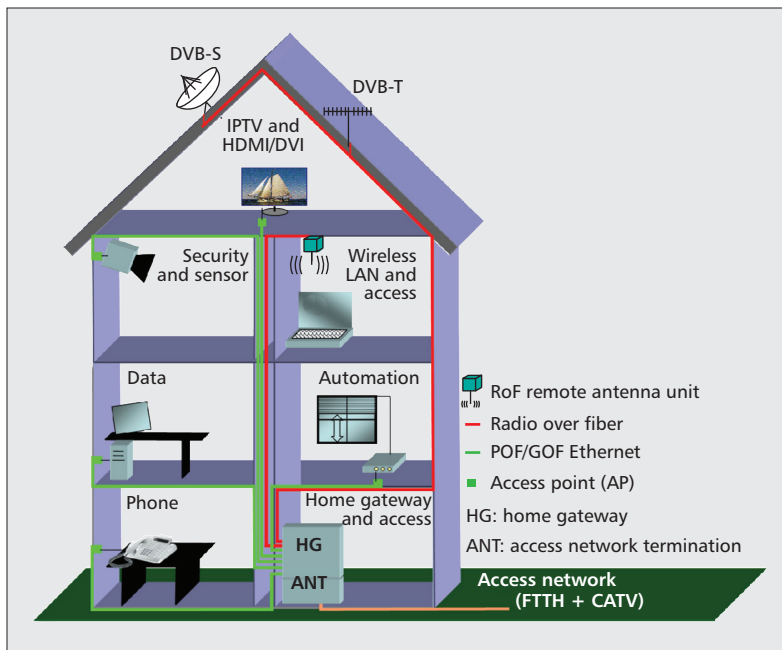 DVB-S
DVB-T
IPTV and
HDMI/DVI
Security
and sensor
Wireless
LAN and
access
Data
Automation
Phone
Home gateway
and access
HG
ANT
RoF remote antenna unit
Radio over fiber
POF/GOF Ethernet
Access point (AP)
HG: home gateway
ANT: access network termination
Access network
(FTTH + CATV)